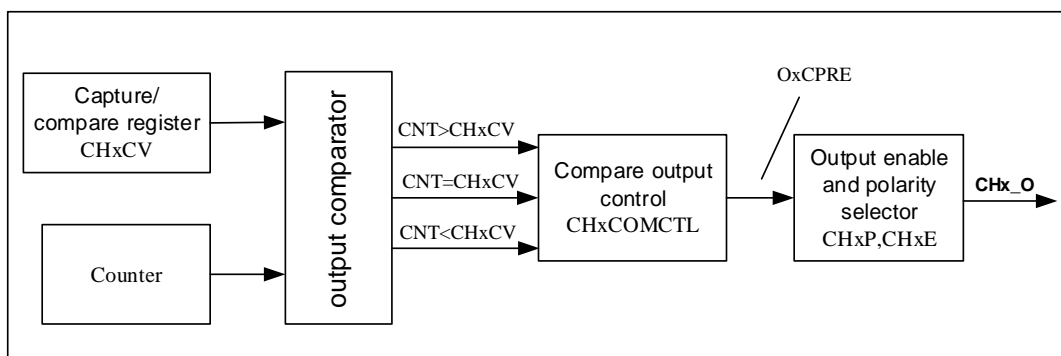 Capture/
compare register
CHxCV
Counter
output comparator
CNT>CHxCV
CNT=CHxCV
CNT<CHxCV
Compare output
control
CHxCOMCTL
OxCPRE
Output enable
and polarity
selector
CHxP,CHxE
CHx_O